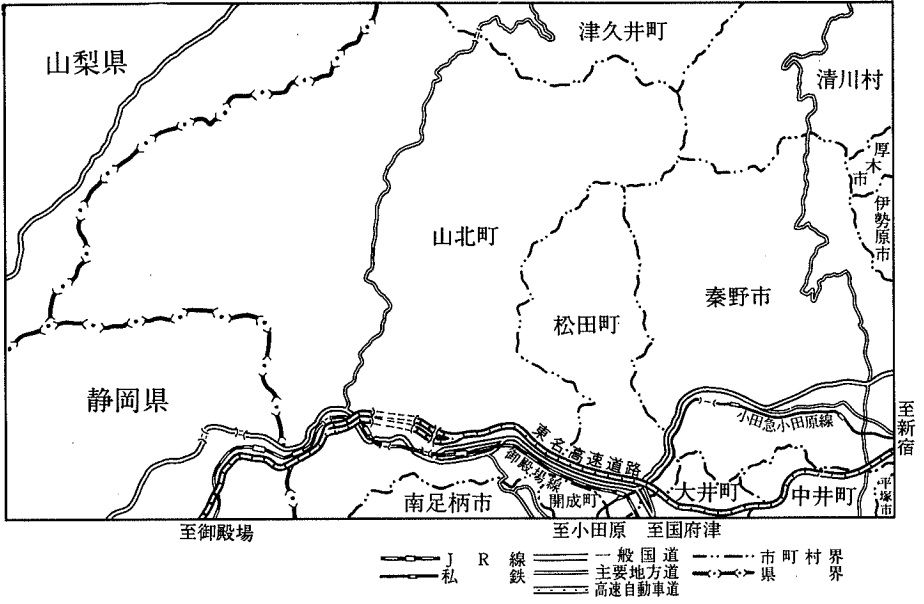 津久井町
山梨県
清川村
厚木市
伊勢原市
山北町
秦野市
松田町
静岡県
小田急小田原線
至新宿
東名高速道路
御殿場線
南足柄市
開成町
大井町
中井町
平塚市
至御殿場
至小田原
至国府津
JR線
一般国道
市町村界
私鉄
主要地方道
県界
高速自動車道